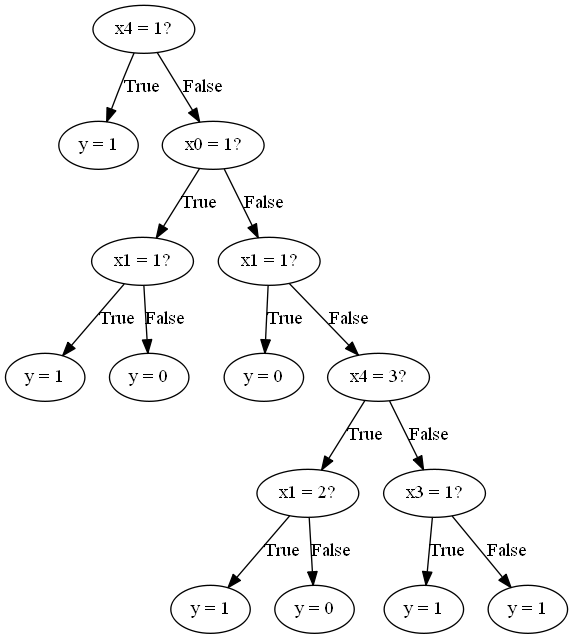 x4 = 1?
True
False
y = 1
x0 = 1?
True
False
x1 = 1?
x1 = 1?
True
False
True
False
y = 1
y = 0
y = 0
x4 = 3?
True
False
x1 = 2?
x3 = 1?
True
False
True
False
y = 1
y = 0
y = 1
y = 1